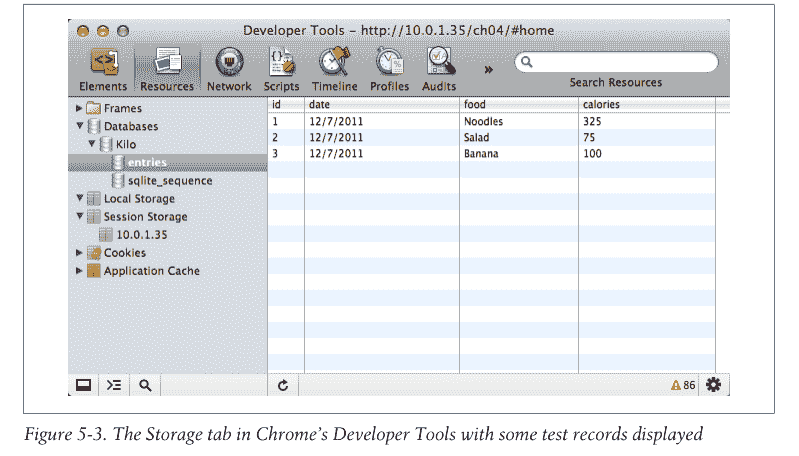 Developer Tools - http://10.0.1.35/ch04/#home
Elements Resources Network Scripts Timeline Profiles Audits » Search Resources
Frames
Databases
Kilo
entries
sqlite_sequence
Local Storage
Session Storage
10.0.1.35
Cookies
Application Cache
id date food calories
1 12/7/2011 Noodles 325
2 12/7/2011 Salad 75
3 12/7/2011 Banana 100
86
Figure 5-3. The Storage tab in Chrome’s Developer Tools with some test records displayed